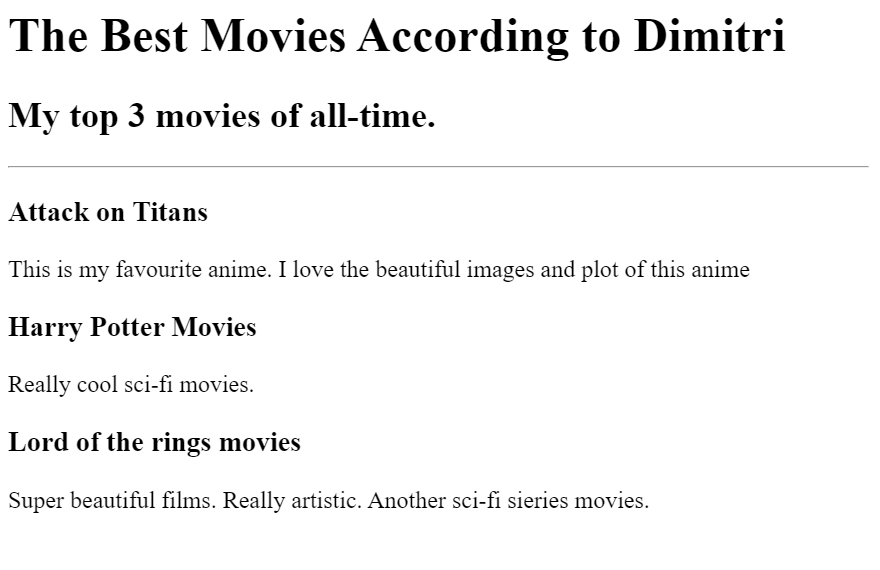 The Best Movies According to Dimitri
My top 3 movies of all-time.
Attack on Titans
This is my favourite anime. I love the beautiful images and plot of this anime
Harry Potter Movies
Really cool sci-fi movies.
Lord of the rings movies
Super beautiful films. Really artistic. Another sci-fi sieries movies.